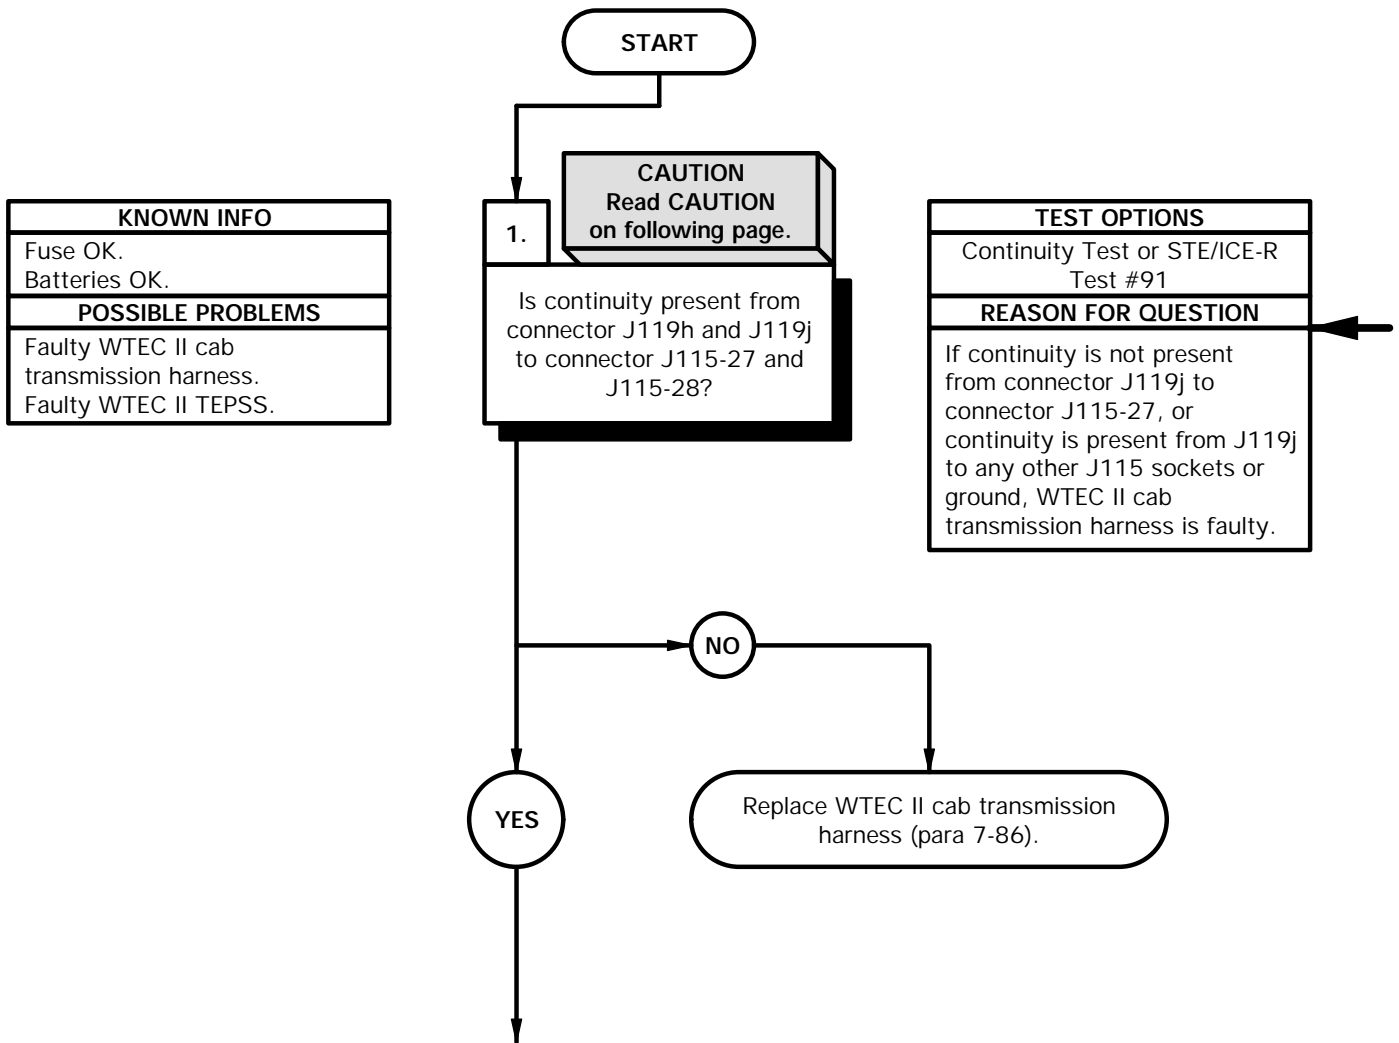 START
CAUTION
Read CAUTION
on following page.
1.
Is continuity present from
connector J119h and J119j
to connector J115-27 and
J115-28?
KNOWN INFO
Fuse OK.
Batteries OK.
POSSIBLE PROBLEMS
Faulty WTEC II cab
transmission harness.
Faulty WTEC II TEPSS.
TEST OPTIONS
Continuity Test or STE/ICE-R
Test #91
REASON FOR QUESTION
If continuity is not present
from connector J119j to
connector J115-27, or
continuity is present from J119j
to any other J115 sockets or
ground, WTEC II cab
transmission harness is faulty.
NO
YES
Replace WTEC II cab transmission
harness (para 7-86).